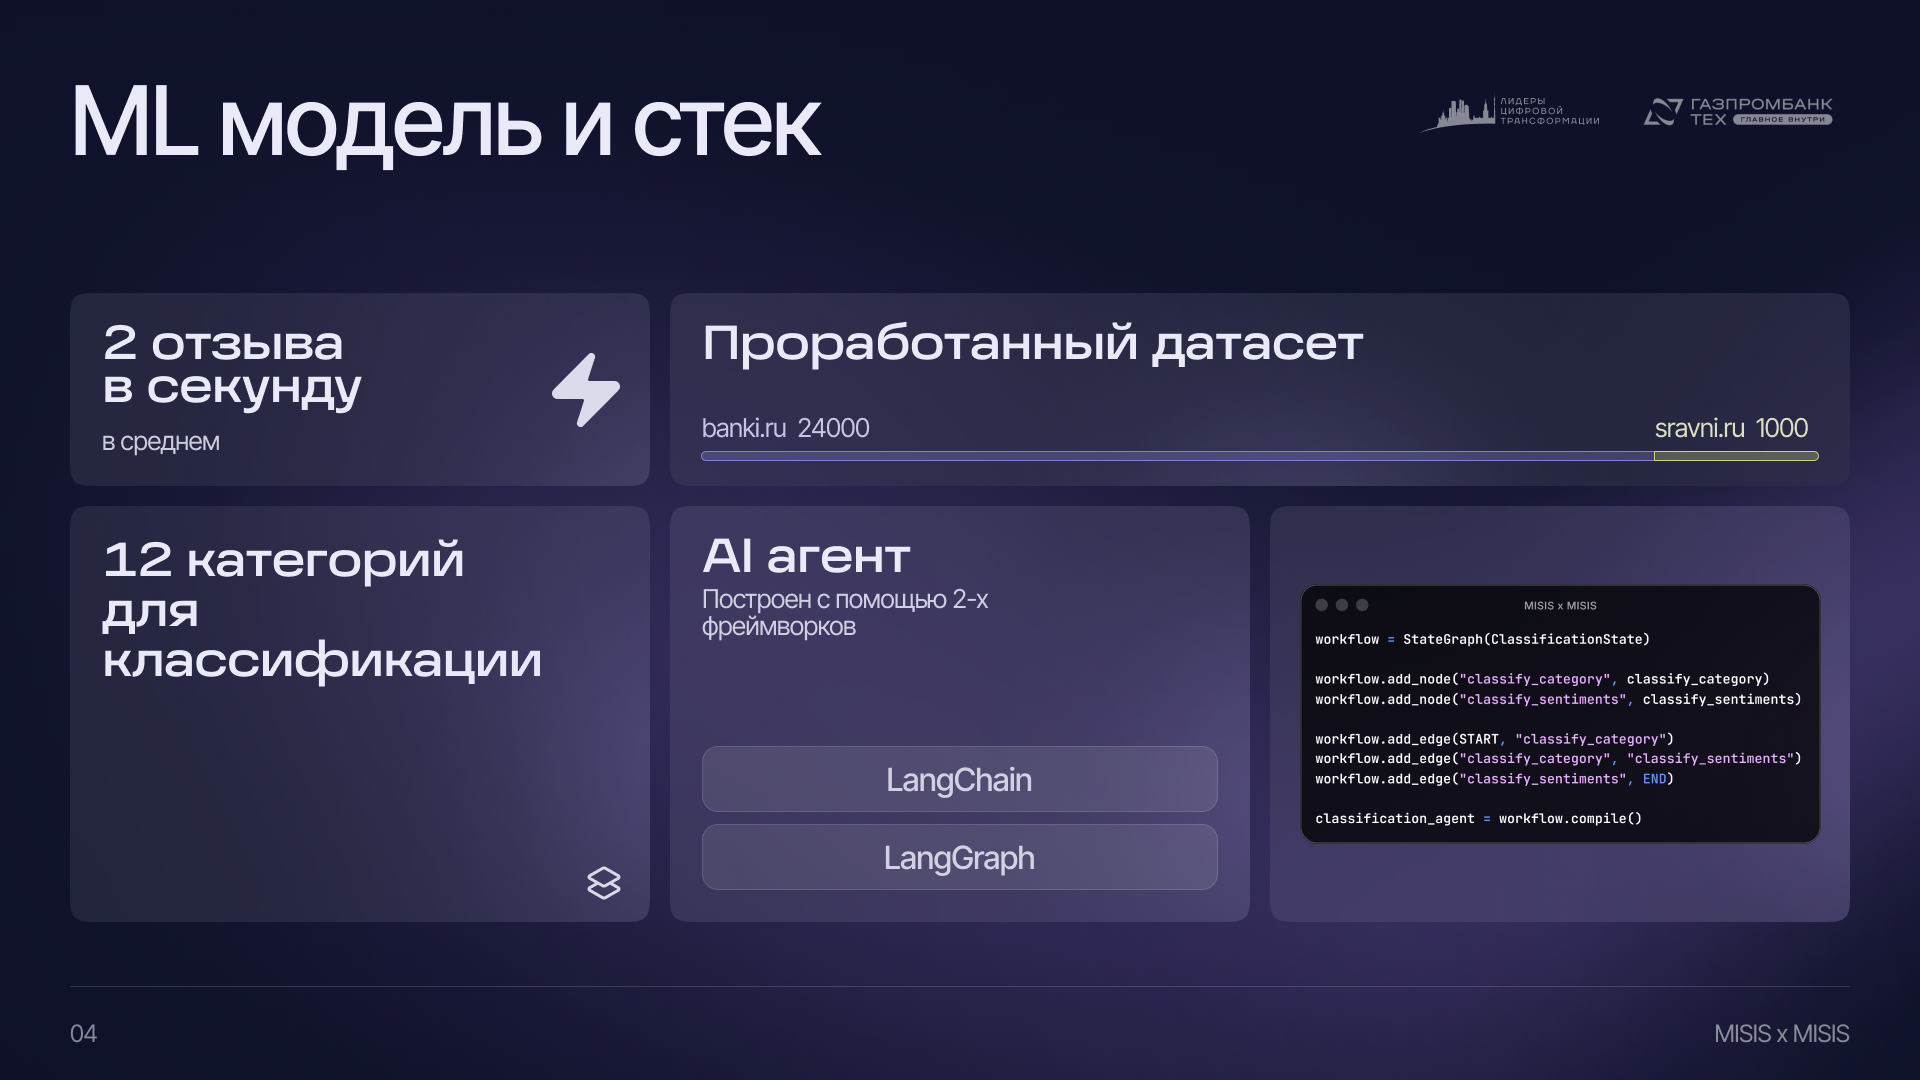 ML модель и стек
ЛИДЕРЫ
ЦИФРОВОЙ
ТРАНСФОРМАЦИИ
ГАЗПРОМБАНК
ТЕХ ГЛАВНОЕ ВНУТРИ
2 отзыва
в секунду
в среднем
Проработанный датасет
banki.ru 24000
sravni.ru 1000
12 категорий
для
классификации
AI агент
Построен с помощью 2-х
фреймворков
LangChain
LangGraph
MISIS x MISIS
workflow = StateGraph(ClassificationState)
workflow.add_node("classify_category", classify_category)
workflow.add_node("classify_sentiments", classify_sentiments)
workflow.add_edge(START, "classify_category")
workflow.add_edge("classify_category", "classify_sentiments")
workflow.add_edge("classify_sentiments", END)
classification_agent = workflow.compile()
04
MISIS x MISIS